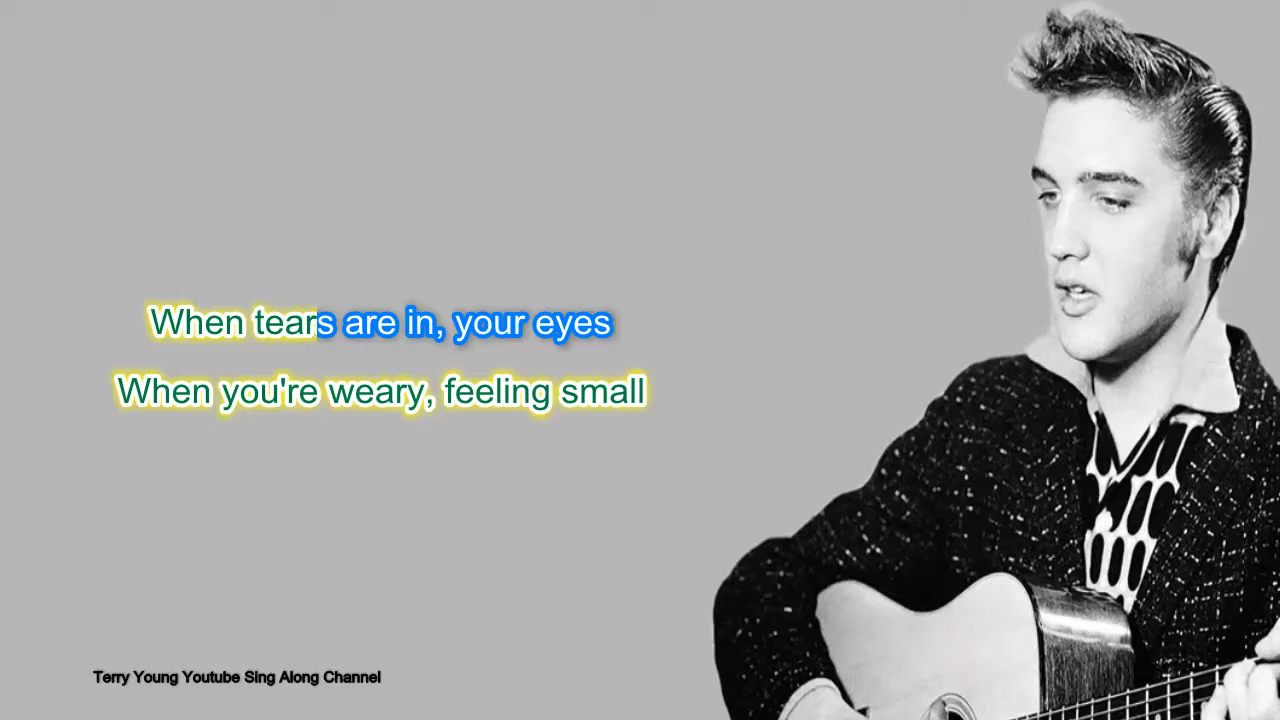 When tears are in, your eyes
When you're weary, feeling small
Terry Young Youtube Sing Along Channel